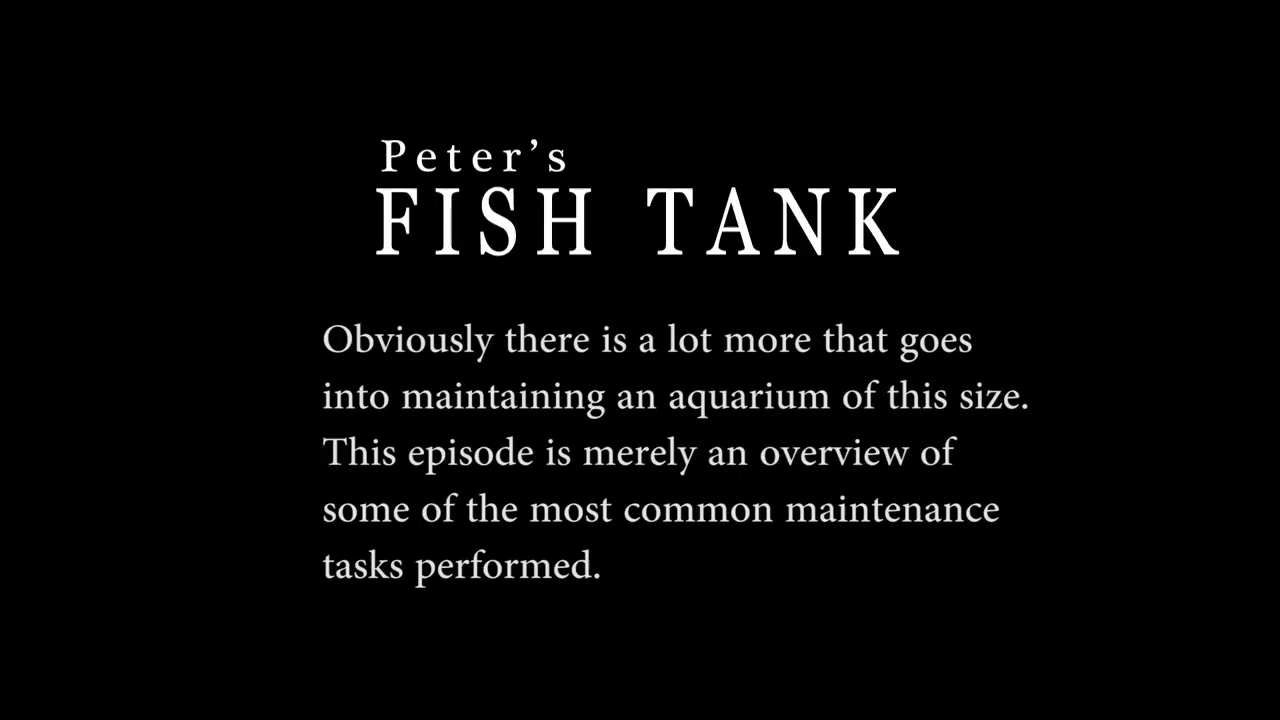 Peter’s
FISH TANK
Obviously there is a lot more that goes
into maintaining an aquarium of this size.
This episode is merely an overview of
some of the most common maintenance
tasks performed.